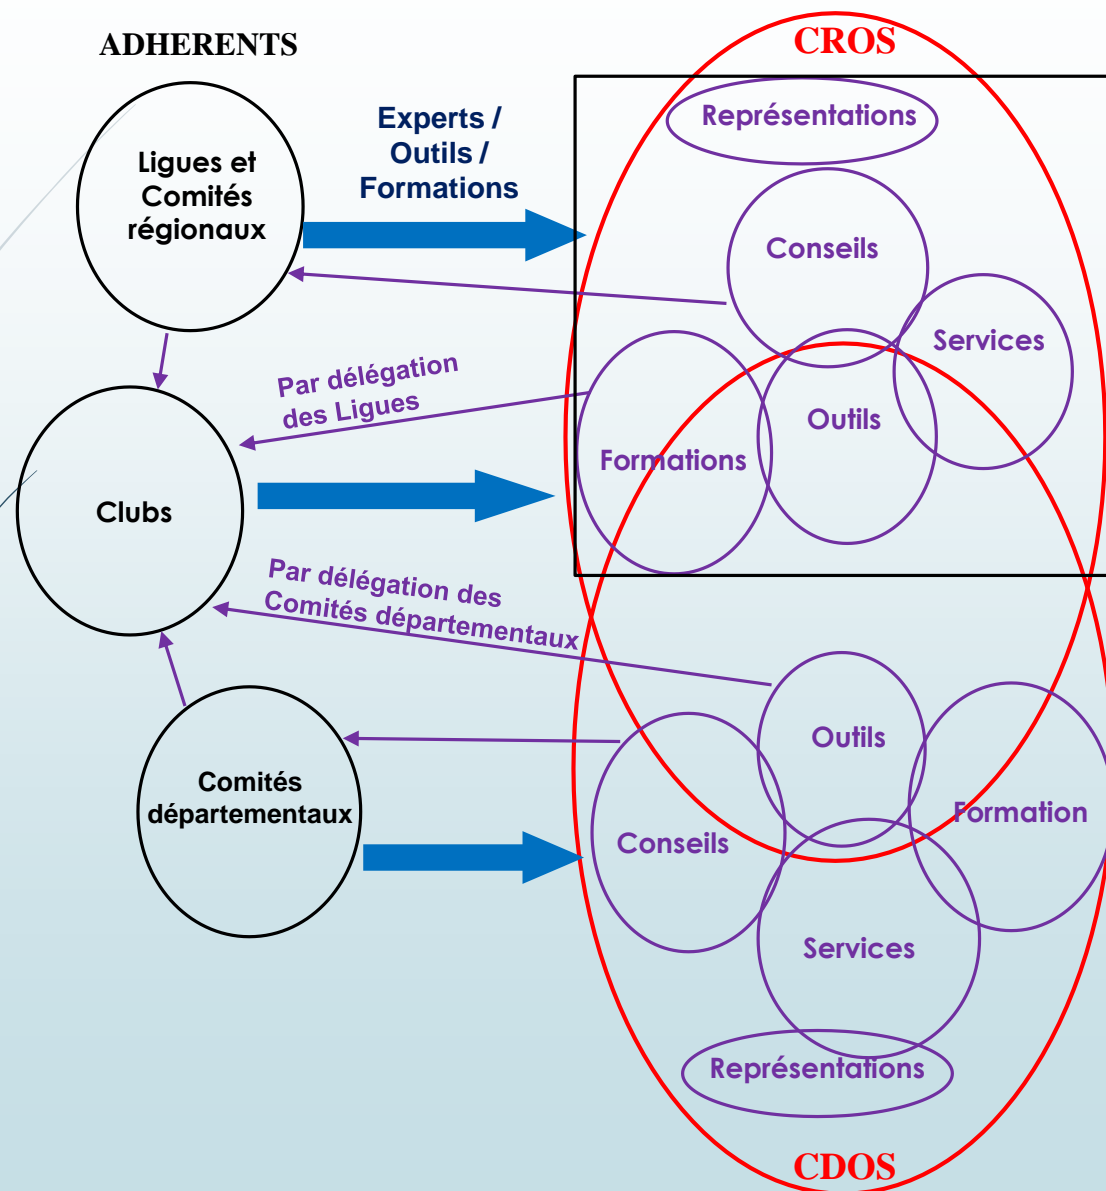 ADHERENTS
CROS
Ligues et
Comités
régionaux
Experts /
Outils /
Formations
Représentations
Conseils
Services
Par délégation
des Ligues
Outils
Formations
Clubs
Par délégation des
Comités départementaux
Comités
départementaux
Outils
Formation
Conseils
Services
Représentations
CDOS